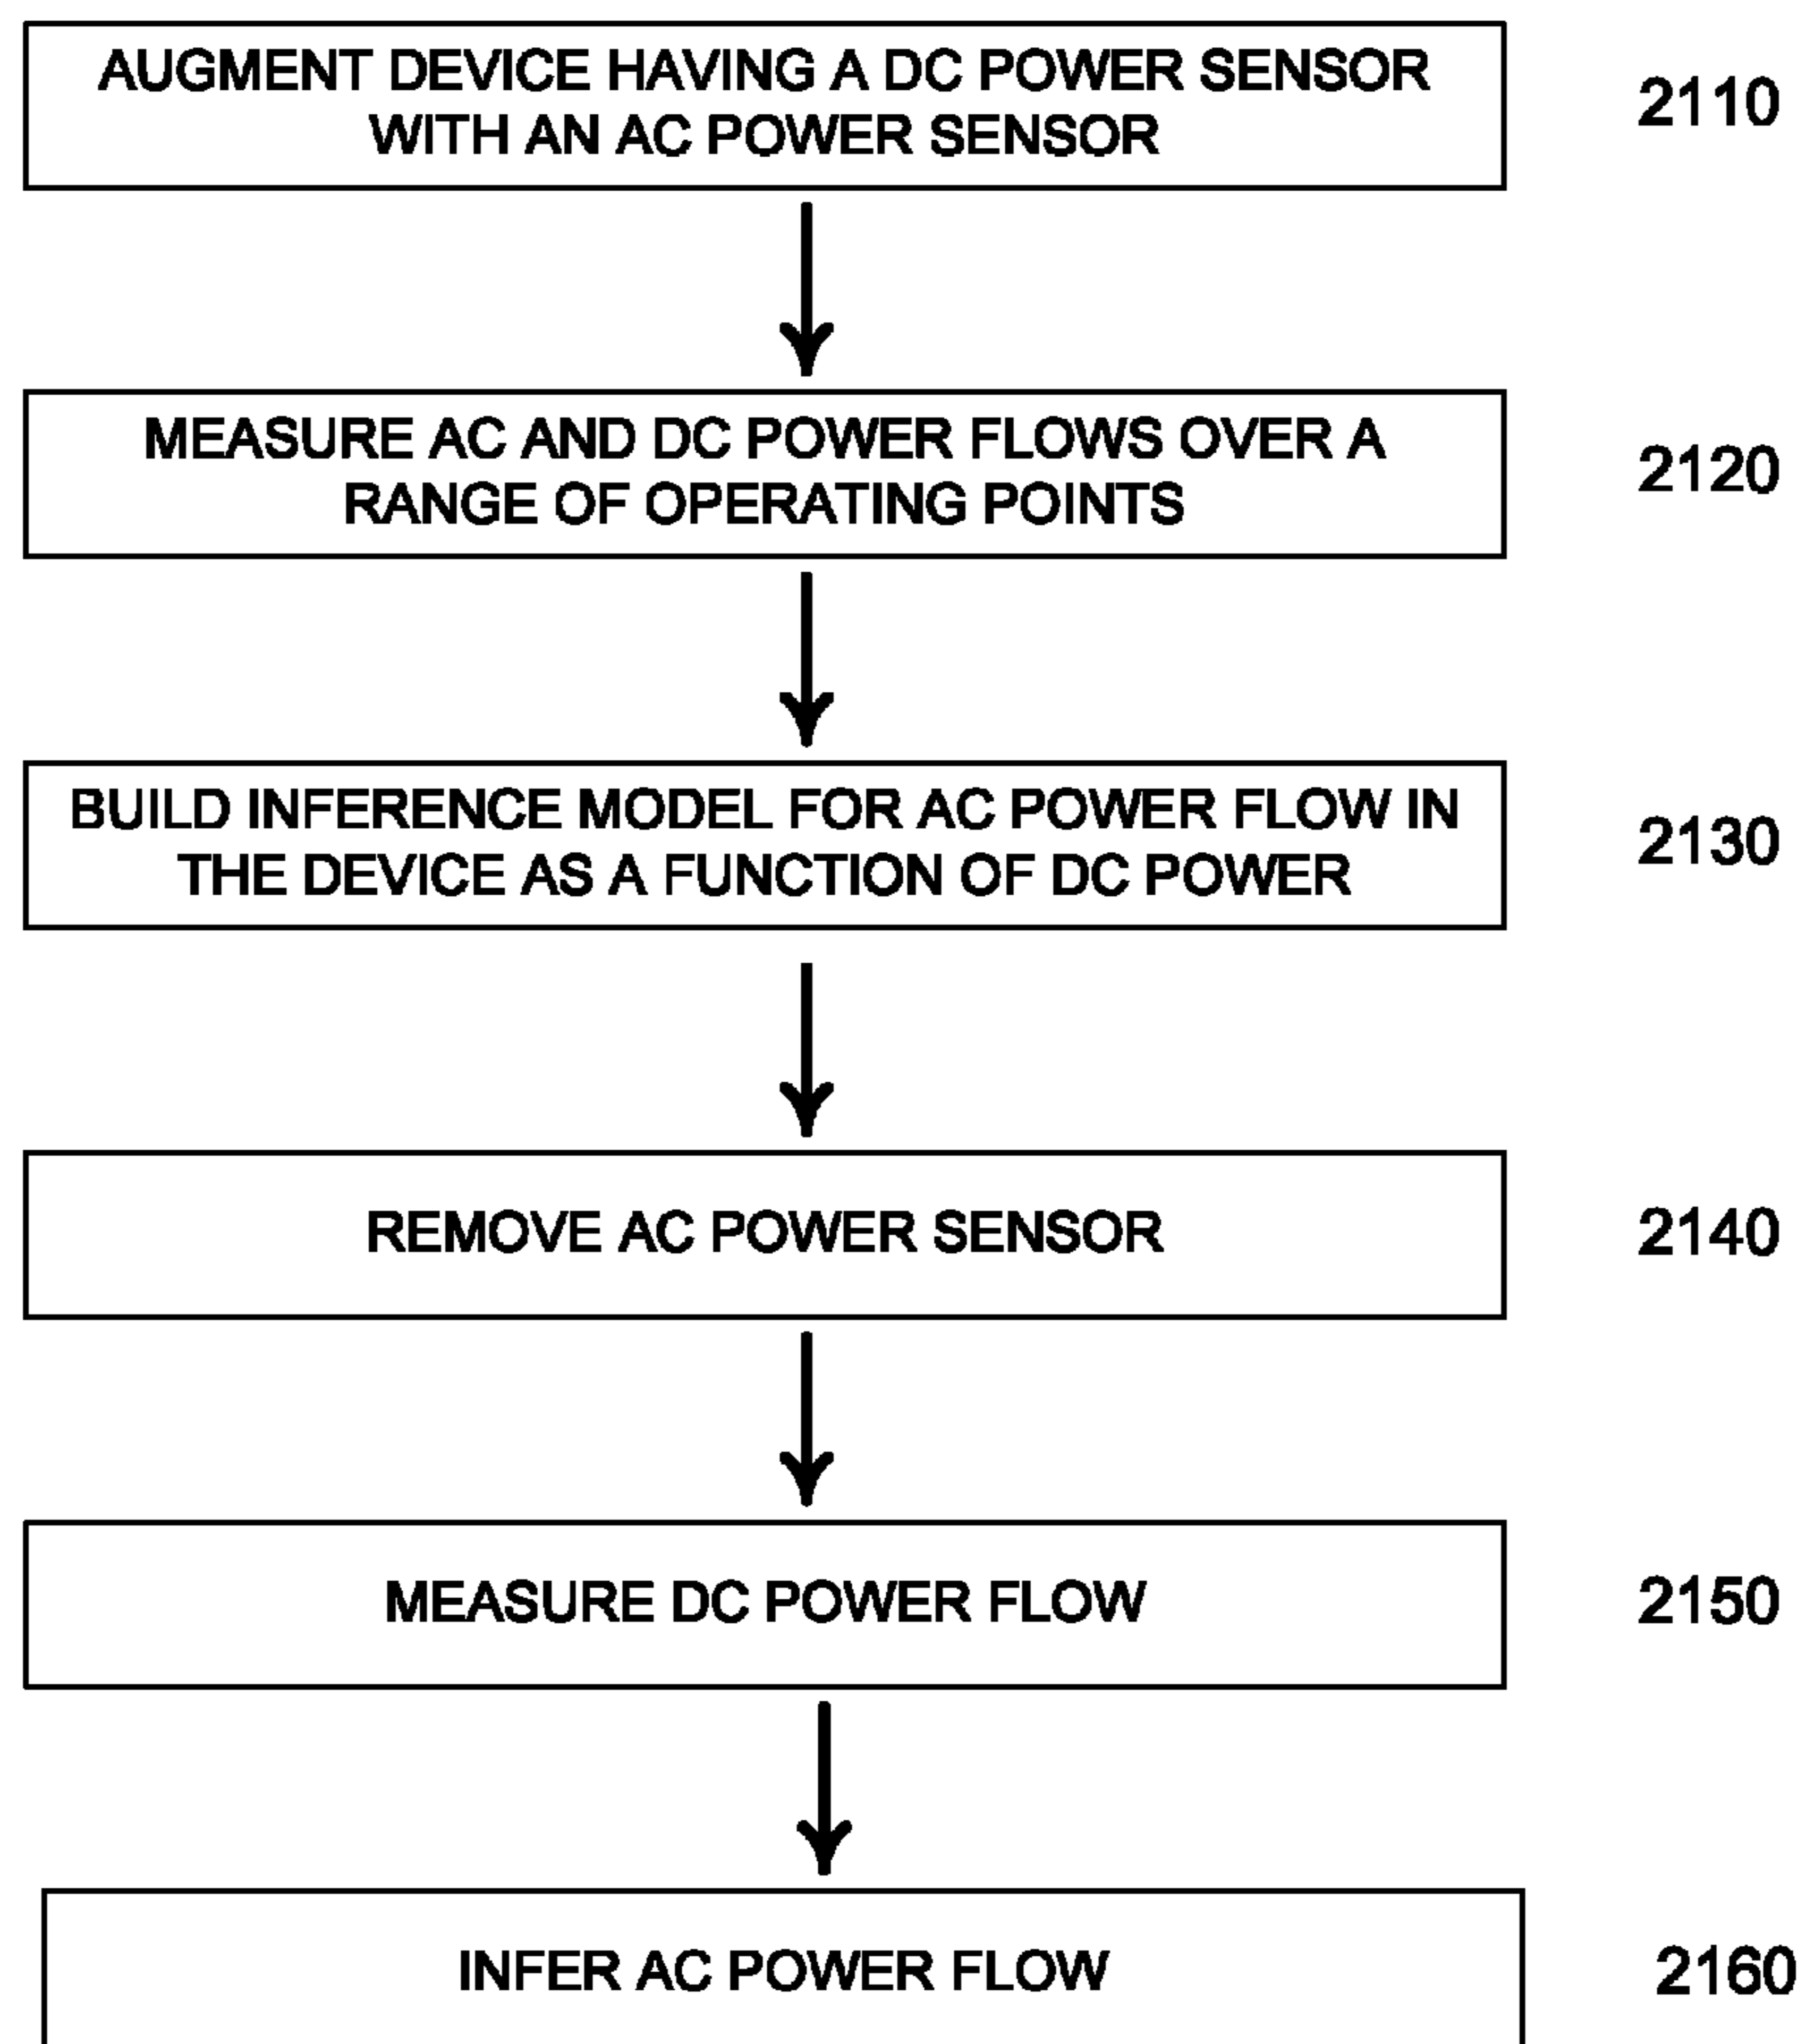 AUGMENT DEVICE HAVING A DC POWER SENSOR
WITH AN AC POWER SENSOR
2110
MEASURE AC AND DC POWER FLOWS OVER A
RANGE OF OPERATING POINTS
2120
BUILD INFERENCE MODEL FOR AC POWER FLOW IN
THE DEVICE AS A FUNCTION OF DC POWER
2130
REMOVE AC POWER SENSOR
2140
MEASURE DC POWER FLOW
2150
INFER AC POWER FLOW
2160